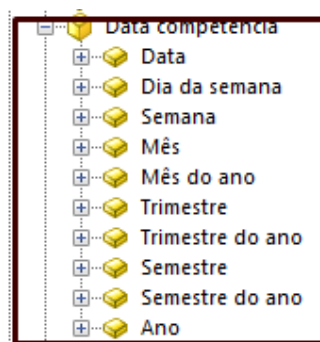 Data competência
Data
Dia da semana
Semana
Mês
Mês do ano
Trimestre
Trimestre do ano
Semestre
Semestre do ano
Ano